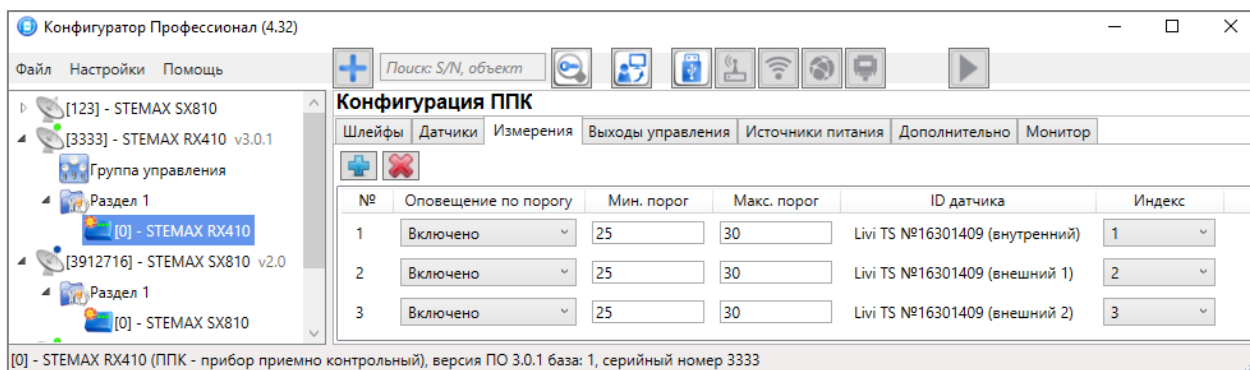 Конфигуратор Профессионал (4.32)
Файл Настройки Помощь
Поиск: S/N, объект
[123] - STEMAX SX810
[3333] - STEMAX RX410 v3.0.1
Группа управления
Раздел 1
[0] - STEMAX RX410
[3912716] - STEMAX SX810 v2.0
Раздел 1
[0] - STEMAX SX810
Конфигурация ППК
Шлейфы Датчики Измерения Выходы управления Источники питания Дополнительно Монитор
№ Оповещение по порогу Мин. порог Макс. порог ID датчика Индекс
1 Включено 25 30 Livi TS №16301409 (внутренний) 1
2 Включено 25 30 Livi TS №16301409 (внешний 1) 2
3 Включено 25 30 Livi TS №16301409 (внешний 2) 3
[0] - STEMAX RX410 (ППК - прибор приемно контрольный), версия ПО 3.0.1 база: 1, серийный номер 3333